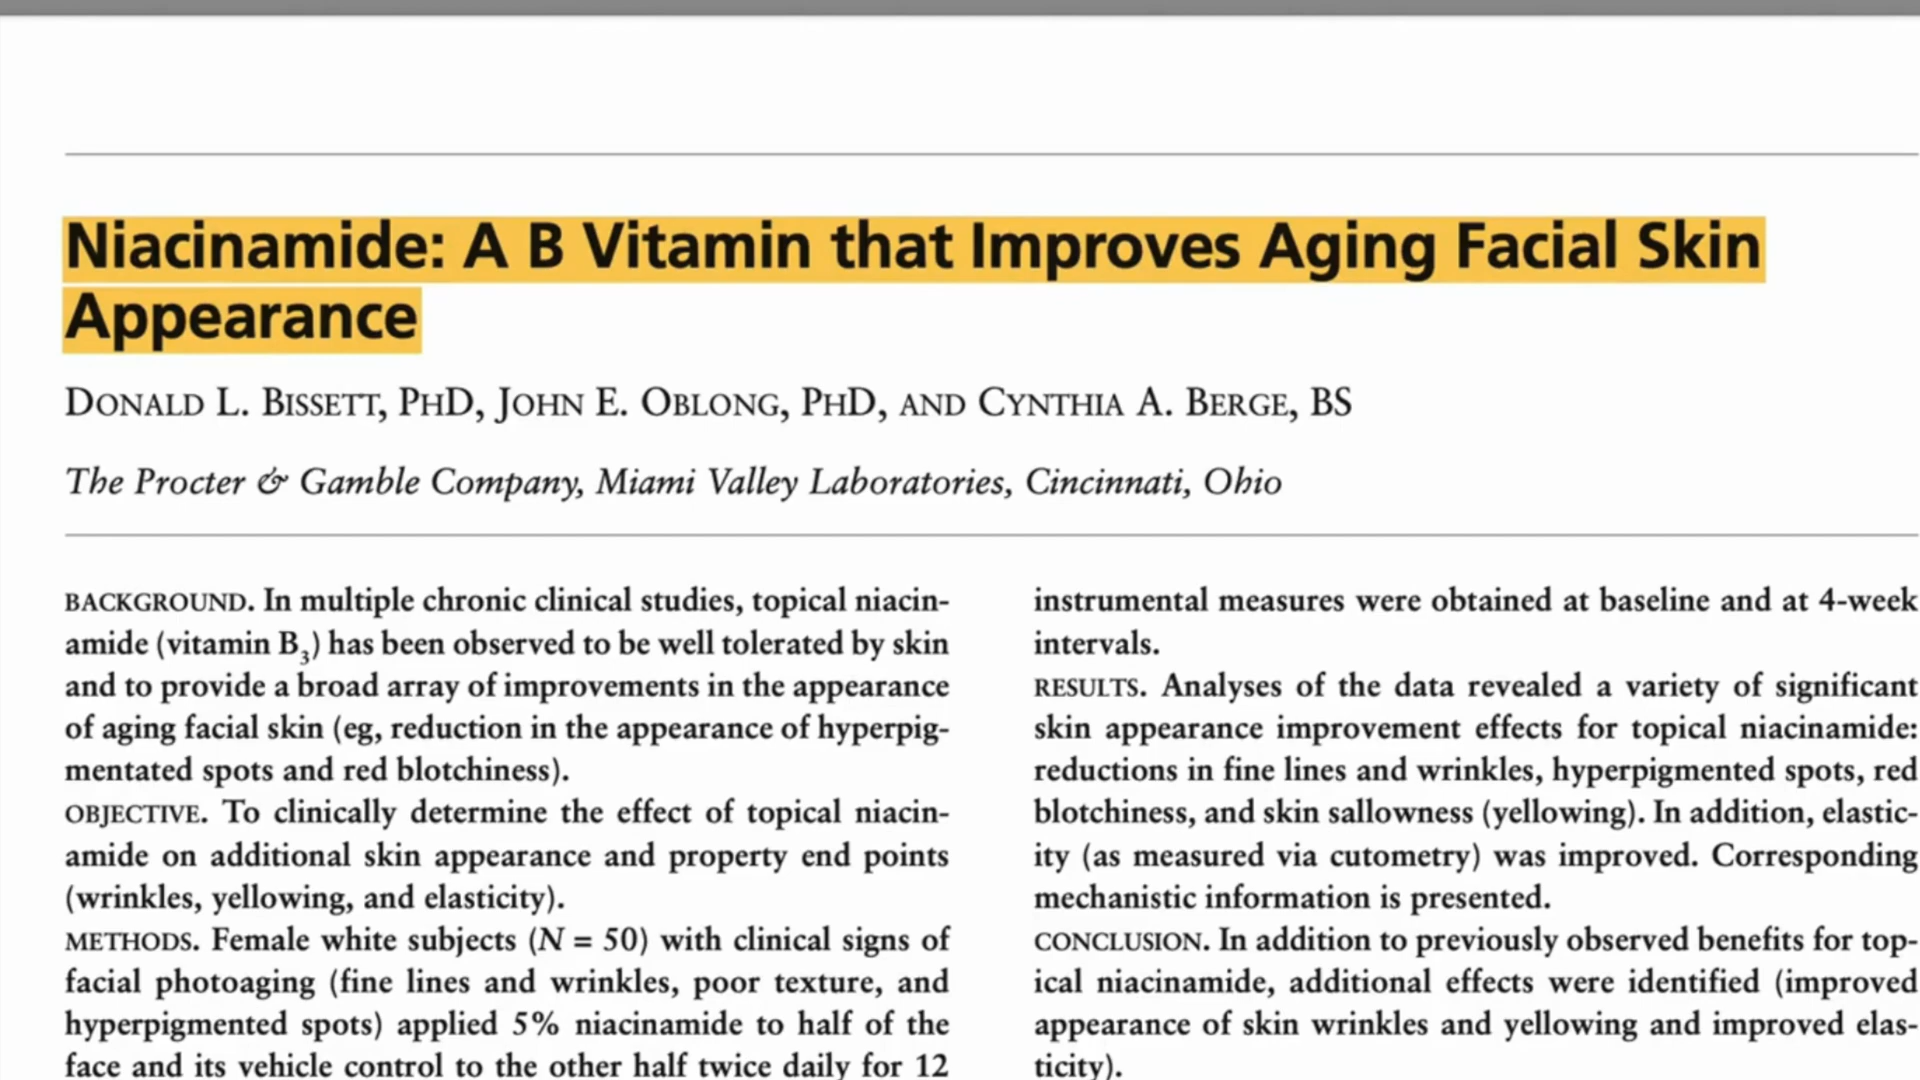 Niacinamide: A B Vitamin that Improves Aging Facial Skin
Appearance
DONALD L. BISSETT, PHD, JOHN E. OBLONG, PHD, AND CYNTHIA A. BERGE, BS
The Procter & Gamble Company, Miami Valley Laboratories, Cincinnati, Ohio
BACKGROUND. In multiple chronic clinical studies, topical niacin-
amide (vitamin B₃) has been observed to be well tolerated by skin
and to provide a broad array of improvements in the appearance
of aging facial skin (eg, reduction in the appearance of hyperpig-
mentated spots and red blotchiness).
OBJECTIVE. To clinically determine the effect of topical niacin-
amide on additional skin appearance and property end points
(wrinkles, yellowing, and elasticity).
METHODS. Female white subjects (N = 50) with clinical signs of
facial photoaging (fine lines and wrinkles, poor texture, and
hyperpigmented spots) applied 5% niacinamide to half of the
face and its vehicle control to the other half twice daily for 12
instrumental measures were obtained at baseline and at 4-week
intervals.
RESULTS. Analyses of the data revealed a variety of significant
skin appearance improvement effects for topical niacinamide:
reductions in fine lines and wrinkles, hyperpigmented spots, red
blotchiness, and skin sallowness (yellowing). In addition, elastic-
ity (as measured via cutometry) was improved. Corresponding
mechanistic information is presented.
CONCLUSION. In addition to previously observed benefits for top-
ical niacinamide, additional effects were identified (improved
appearance of skin wrinkles and yellowing and improved elas-
ticity).